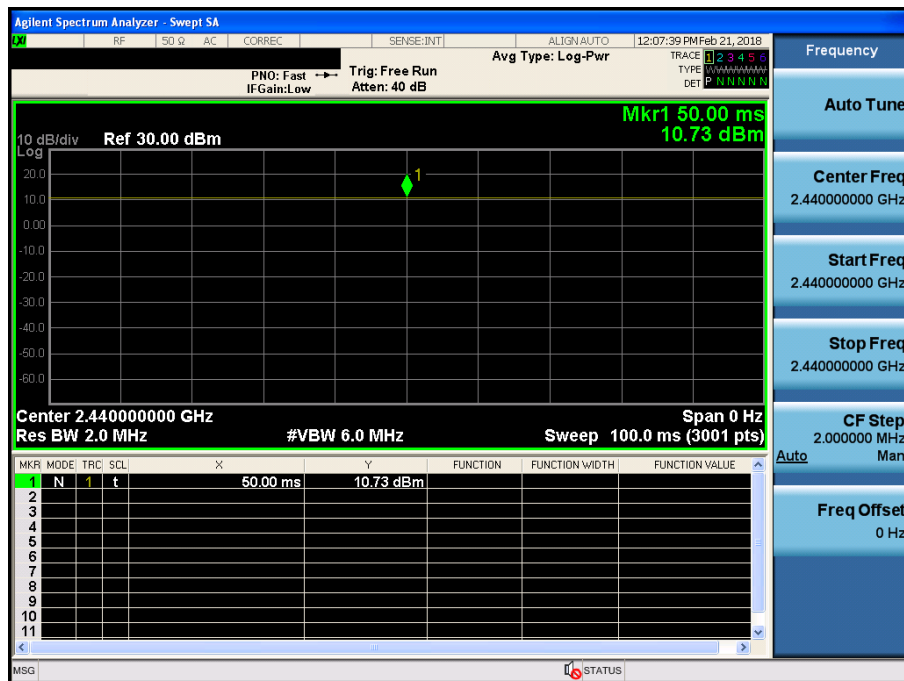 Agilent Spectrum Analyzer - Swept SA
LXI RF 50 Ω AC CORREC SENSE:INT ALIGN AUTO 12:07:39 PM Feb 21, 2018
Avg Type: Log-Pwr
TRACE 1 2 3 4 5 6
TYPE
DET P N N N N N
PNO: Fast Trig: Free Run
IFGain:Low Atten: 40 dB
Mkr1 50.00 ms
10.73 dBm
10 dB/div Ref 30.00 dBm
Log
1
20.0
10.0
0.00
-10.0
-20.0
-30.0
-40.0
-50.0
-60.0
Center 2.440000000 GHz Span 0 Hz
Res BW 2.0 MHz #VBW 6.0 MHz Sweep 100.0 ms (3001 pts)
MKR MODE TRC SCL X Y FUNCTION FUNCTION WIDTH FUNCTION VALUE
1 N 1 t 50.00 ms 10.73 dBm
2
3
4
5
6
7
8
9
10
11
MSG STATUS
Frequency
Auto Tune
Center Freq
2.440000000 GHz
Start Freq
2.440000000 GHz
Stop Freq
2.440000000 GHz
CF Step
2.000000 MHz
Auto Man
Freq Offset
0 Hz